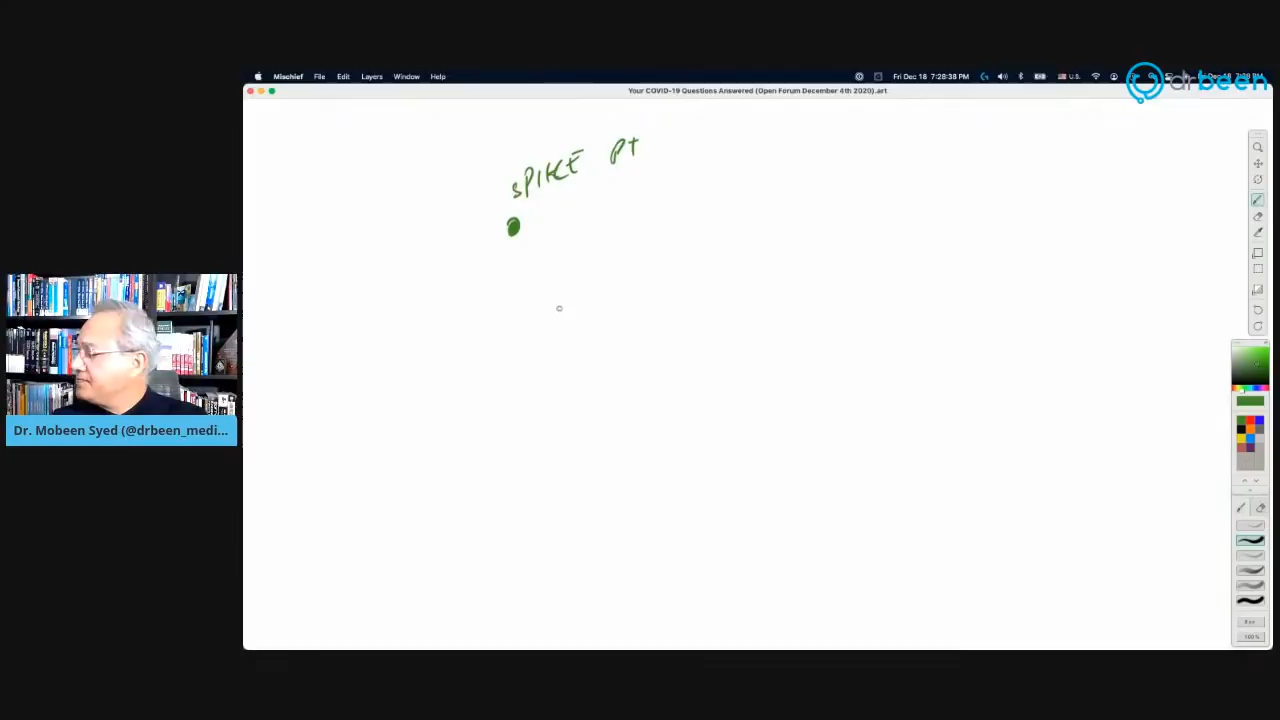 Mischief File Edit Layers Window Help Fri Dec 18 7:28:38 PM U.S.
drbeen
Your COVID-19 Questions Answered (Open Forum December 4th 2020).art
SPIKE Pt
Dr. Mobeen Syed (@drbeen_medi...
100%